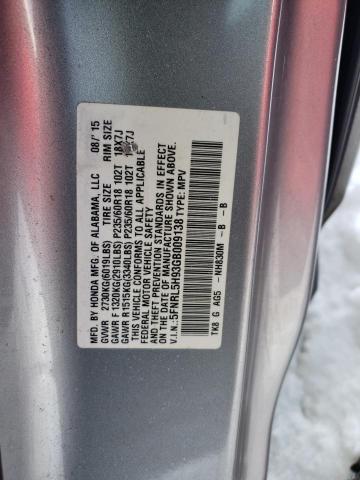 MFD. BY HONDA MFG. OF ALABAMA, LLC 08/15
GVWR 2730KG(6019LBS) TIRE SIZE RIM SIZE
GAWR F 1320KG(2910LBS) P235/60R18 102T 18X7J
GAWR R 1515KG(3340LBS) P235/60R18 102T 18X7J
THIS VEHICLE CONFORMS TO ALL APPLICABLE
FEDERAL MOTOR VEHICLE SAFETY AND
THEFT PREVENTION STANDARDS IN EFFECT ON
THE DATE OF MANUFACTURE SHOWN ABOVE.
V.I.N.: 5FNRL5H93GB009138 TYPE: MPV
TK8 G AG5 - NH830M - B - B